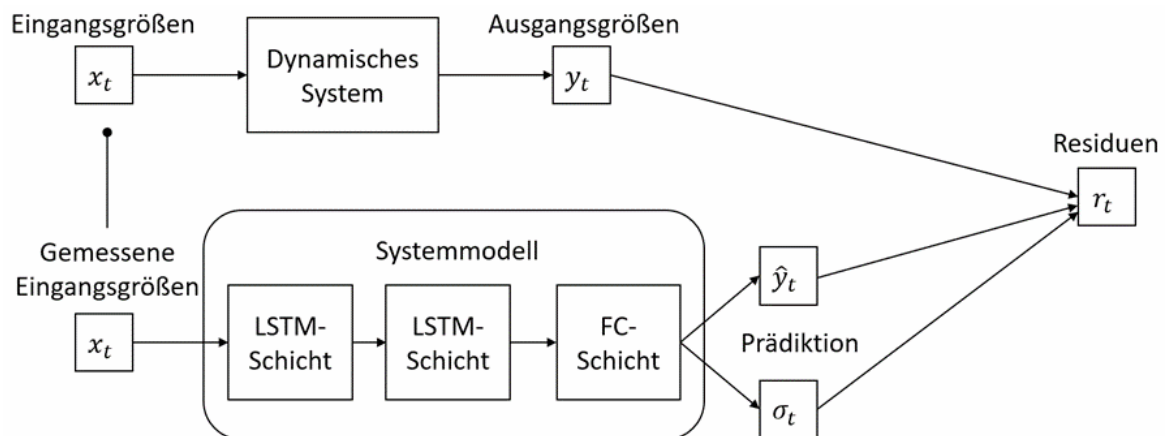 Eingangsgrößen
x_t
Dynamisches
System
Ausgangsgrößen
y_t
Residuen
r_t
Gemessene
Eingangsgrößen
x_t
Systemmodell
LSTM-
Schicht
LSTM-
Schicht
FC-
Schicht
ŷ_t
Prädiktion
σ_t